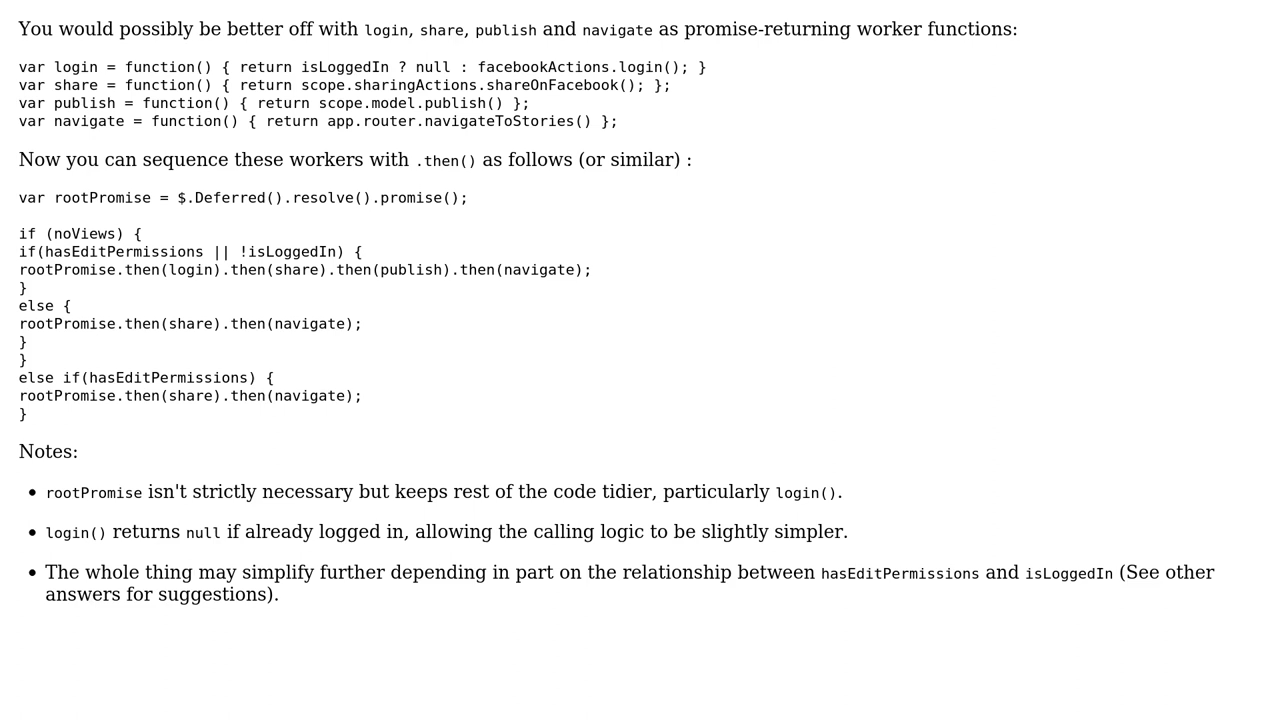 You would possibly be better off with login, share, publish and navigate as promise-returning worker functions:
var login = function() { return isLoggedIn ? null : facebookActions.login(); }
var share = function() { return scope.sharingActions.shareOnFacebook(); };
var publish = function() { return scope.model.publish() };
var navigate = function() { return app.router.navigateToStories() };
Now you can sequence these workers with .then() as follows (or similar) :
var rootPromise = $.Deferred().resolve().promise();
if (noViews) {
if(hasEditPermissions || !isLoggedIn) {
rootPromise.then(login).then(share).then(publish).then(navigate);
}
else {
rootPromise.then(share).then(navigate);
}
}
else if(hasEditPermissions) {
rootPromise.then(share).then(navigate);
}
Notes:
• rootPromise isn't strictly necessary but keeps rest of the code tidier, particularly login().
• login() returns null if already logged in, allowing the calling logic to be slightly simpler.
• The whole thing may simplify further depending in part on the relationship between hasEditPermissions and isLoggedIn (See other
answers for suggestions).